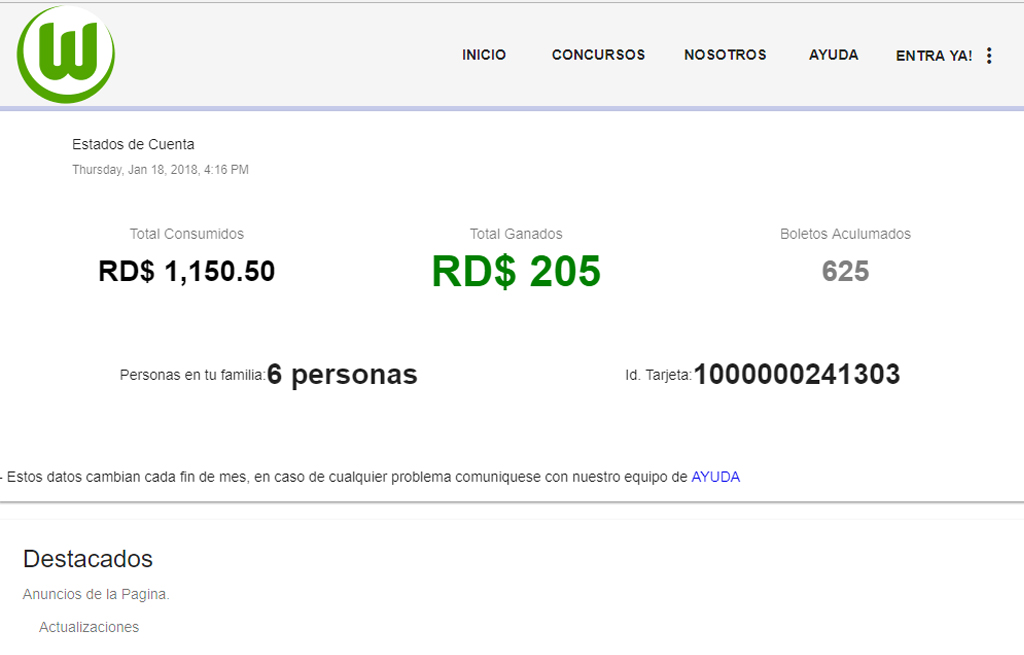 W
INICIO CONCURSOS NOSOTROS AYUDA ENTRA YA!
Estados de Cuenta
Thursday, Jan 18, 2018, 4:16 PM
Total Consumidos Total Ganados Boletos Aculumados
RD$ 1,150.50 RD$ 205 625
Personas en tu familia:6 personas Id. Tarjeta:1000000241303
- Estos datos cambian cada fin de mes, en caso de cualquier problema comuniquese con nuestro equipo de AYUDA
Destacados
Anuncios de la Pagina.
Actualizaciones